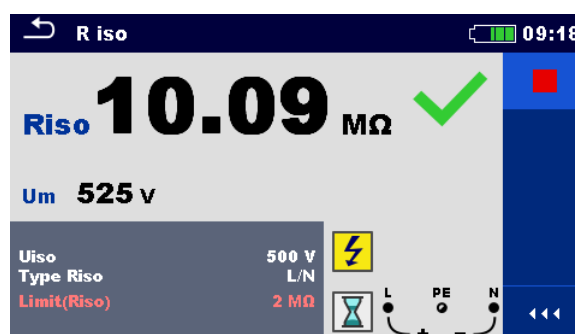 R iso 09:18
Riso 10.09 MΩ
Um 525 V
Uiso 500 V
Type Riso L/N
Limit(Riso) 2 MΩ
L PE N
+ -